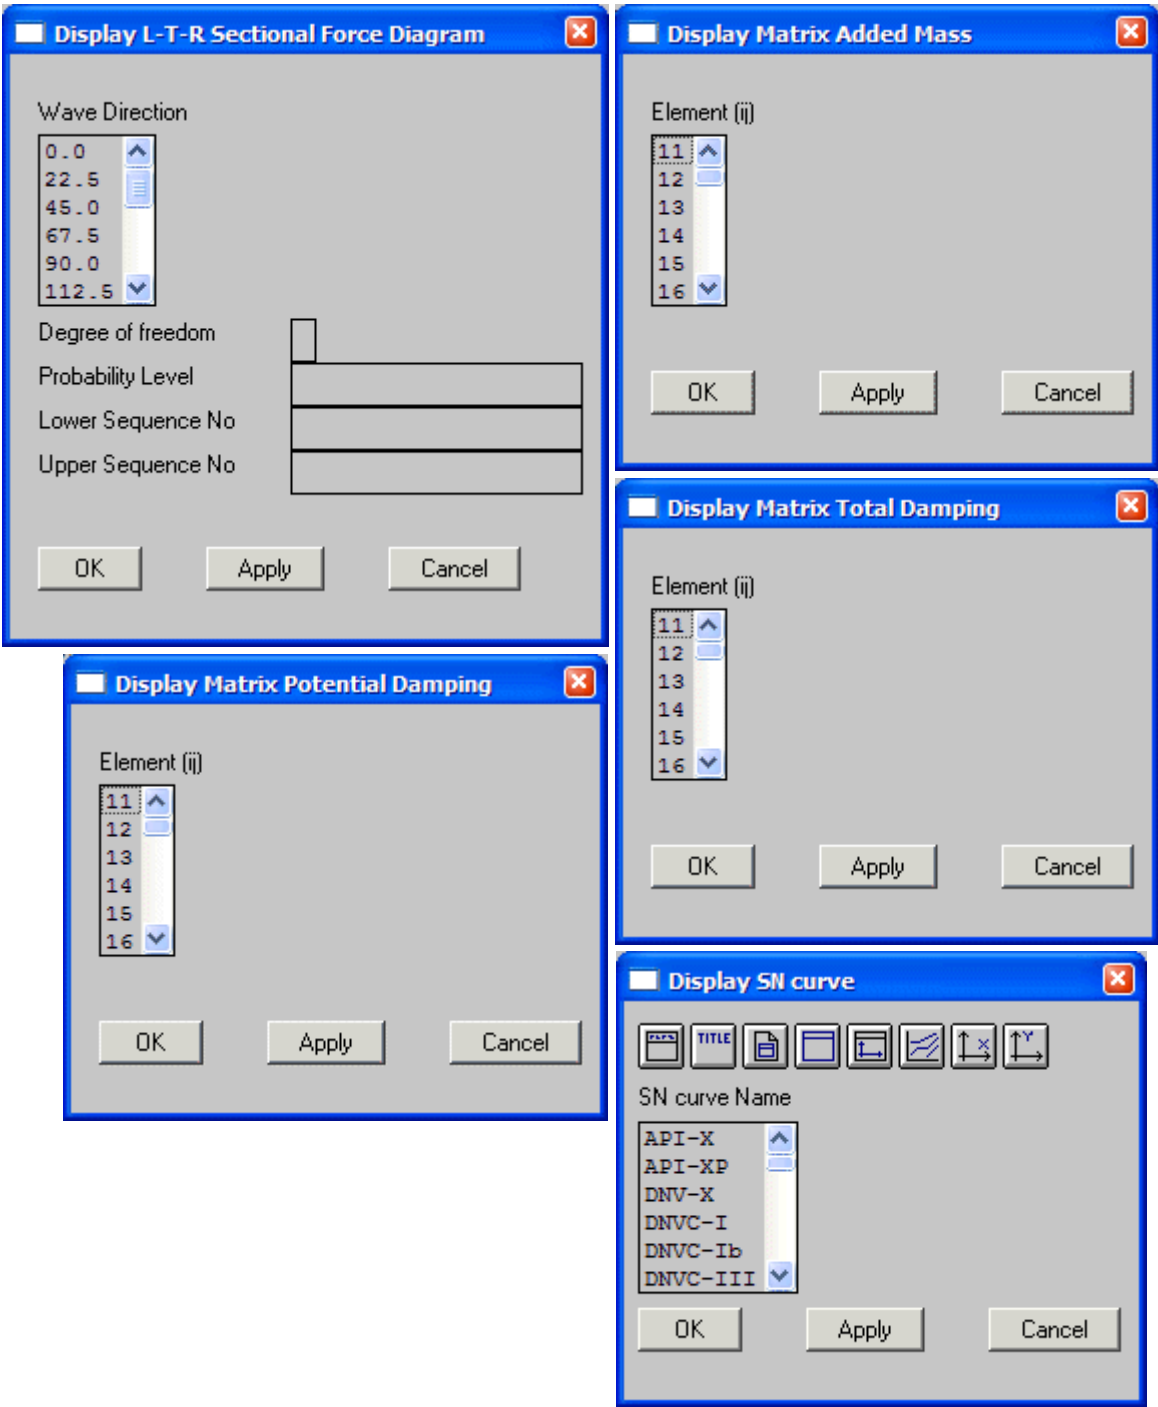 Display L-T-R Sectional Force Diagram
Wave Direction
0.0
22.5
45.0
67.5
90.0
112.5
Degree of freedom
Probability Level
Lower Sequence No
Upper Sequence No
OK Apply Cancel
Display Matrix Added Mass
Element (ij)
11
12
13
14
15
16
OK Apply Cancel
Display Matrix Total Damping
Element (ij)
11
12
13
14
15
16
OK Apply Cancel
Display Matrix Potential Damping
Element (ij)
11
12
13
14
15
16
OK Apply Cancel
Display SN curve
TITLE X Y
SN curve Name
API-X
API-XP
DNV-X
DNVC-I
DNVC-Ib
DNVC-III
OK Apply Cancel